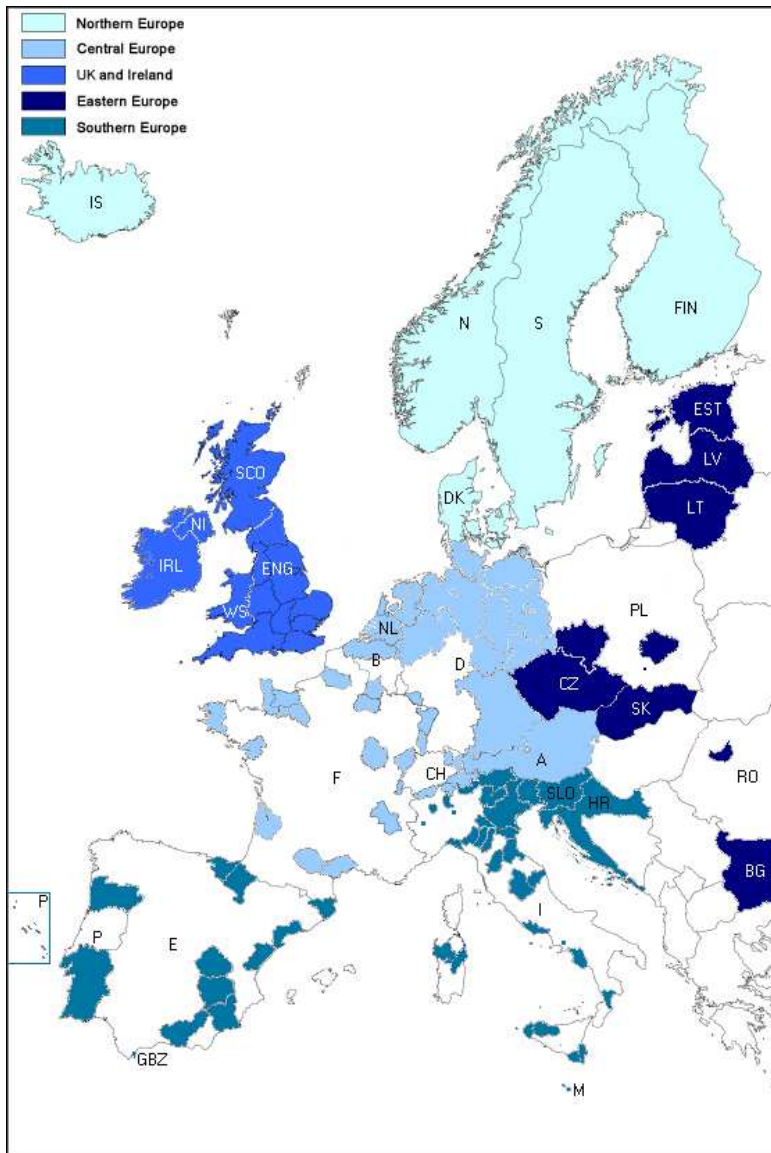 Northern Europe
Central Europe
UK and Ireland
Eastern Europe
Southern Europe
IS
N
S
FIN
EST
SCO
LV
DK
LT
NI
IRL
ENG
WS
PL
NL
B
D
CZ
SK
A
CH
F
RO
SLO
HR
BG
P
I
P
E
GBZ
M